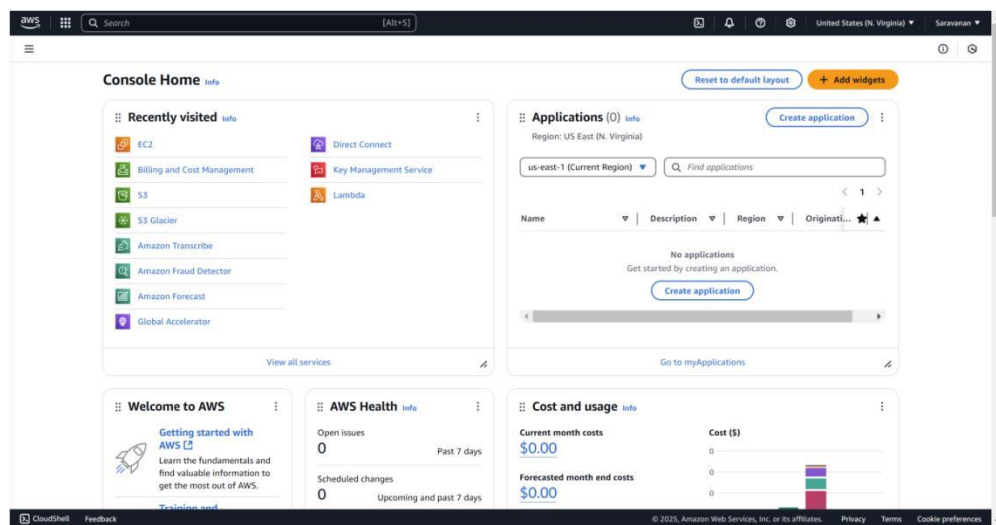 aws
Search [Alt+S]
United States (N. Virginia) Saravanan
Console Home Info
Reset to default layout
+ Add widgets
Recently visited Info
EC2
Billing and Cost Management
S3
S3 Glacier
Amazon Transcribe
Amazon Fraud Detector
Amazon Forecast
Global Accelerator
Direct Connect
Key Management Service
Lambda
View all services
Applications (0) Info
Create application
Region: US East (N. Virginia)
us-east-1 (Current Region)
Find applications
1
Name Description Region Originati...
No applications
Get started by creating an application.
Create application
Go to myApplications
Welcome to AWS
Getting started with
AWS
Learn the fundamentals and
find valuable information to
get the most out of AWS.
Training and
AWS Health Info
Open issues
0 Past 7 days
Scheduled changes
0 Upcoming and past 7 days
Cost and usage Info
Current month costs
$0.00
Forecasted month end costs
$0.00
Cost ($)
0
0
0
CloudShell Feedback
© 2025, Amazon Web Services, Inc. or its affiliates. Privacy Terms Cookie preferences